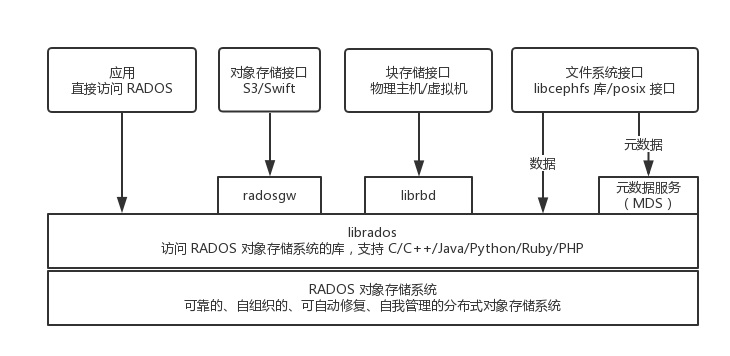 应用
直接访问 RADOS
对象存储接口
S3/Swift
块存储接口
物理主机/虚拟机
文件系统接口
libcephfs 库/posix 接口
元数据
数据
radosgw
librbd
元数据服务
（MDS）
librados
访问 RADOS 对象存储系统的库，支持 C/C++/Java/Python/Ruby/PHP
RADOS 对象存储系统
可靠的、自组织的、可自动修复、自我管理的分布式对象存储系统